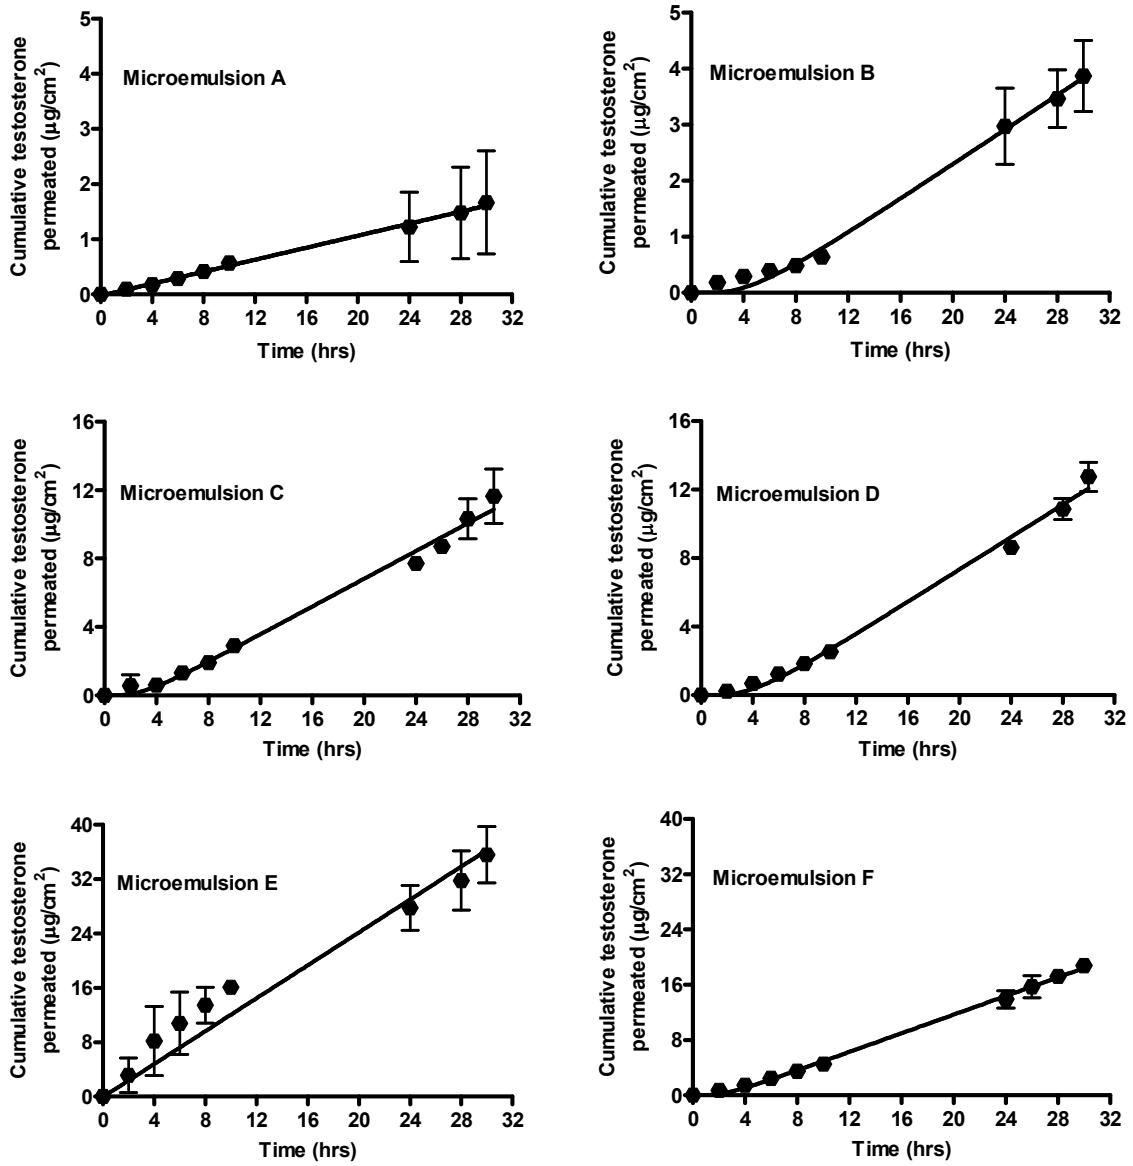 Microemulsion A
Cumulative testosterone
permeated (μg/cm²)
5
4
3
2
1
0
0 4 8 12 16 20 24 28 32
Time (hrs)
Microemulsion B
Cumulative testosterone
permeated (μg/cm²)
5
4
3
2
1
0
0 4 8 12 16 20 24 28 32
Time (hrs)
Microemulsion C
Cumulative testosterone
permeated (μg/cm²)
16
12
8
4
0
0 4 8 12 16 20 24 28 32
Time (hrs)
Microemulsion D
Cumulative testosterone
permeated (μg/cm²)
16
12
8
4
0
0 4 8 12 16 20 24 28 32
Time (hrs)
Microemulsion E
Cumulative testosterone
permeated (μg/cm²)
40
32
24
16
8
0
0 4 8 12 16 20 24 28 32
Time (hrs)
Microemulsion F
Cumulative testosterone
permeated (μg/cm²)
40
32
24
16
8
0
0 4 8 12 16 20 24 28 32
Time (hrs)